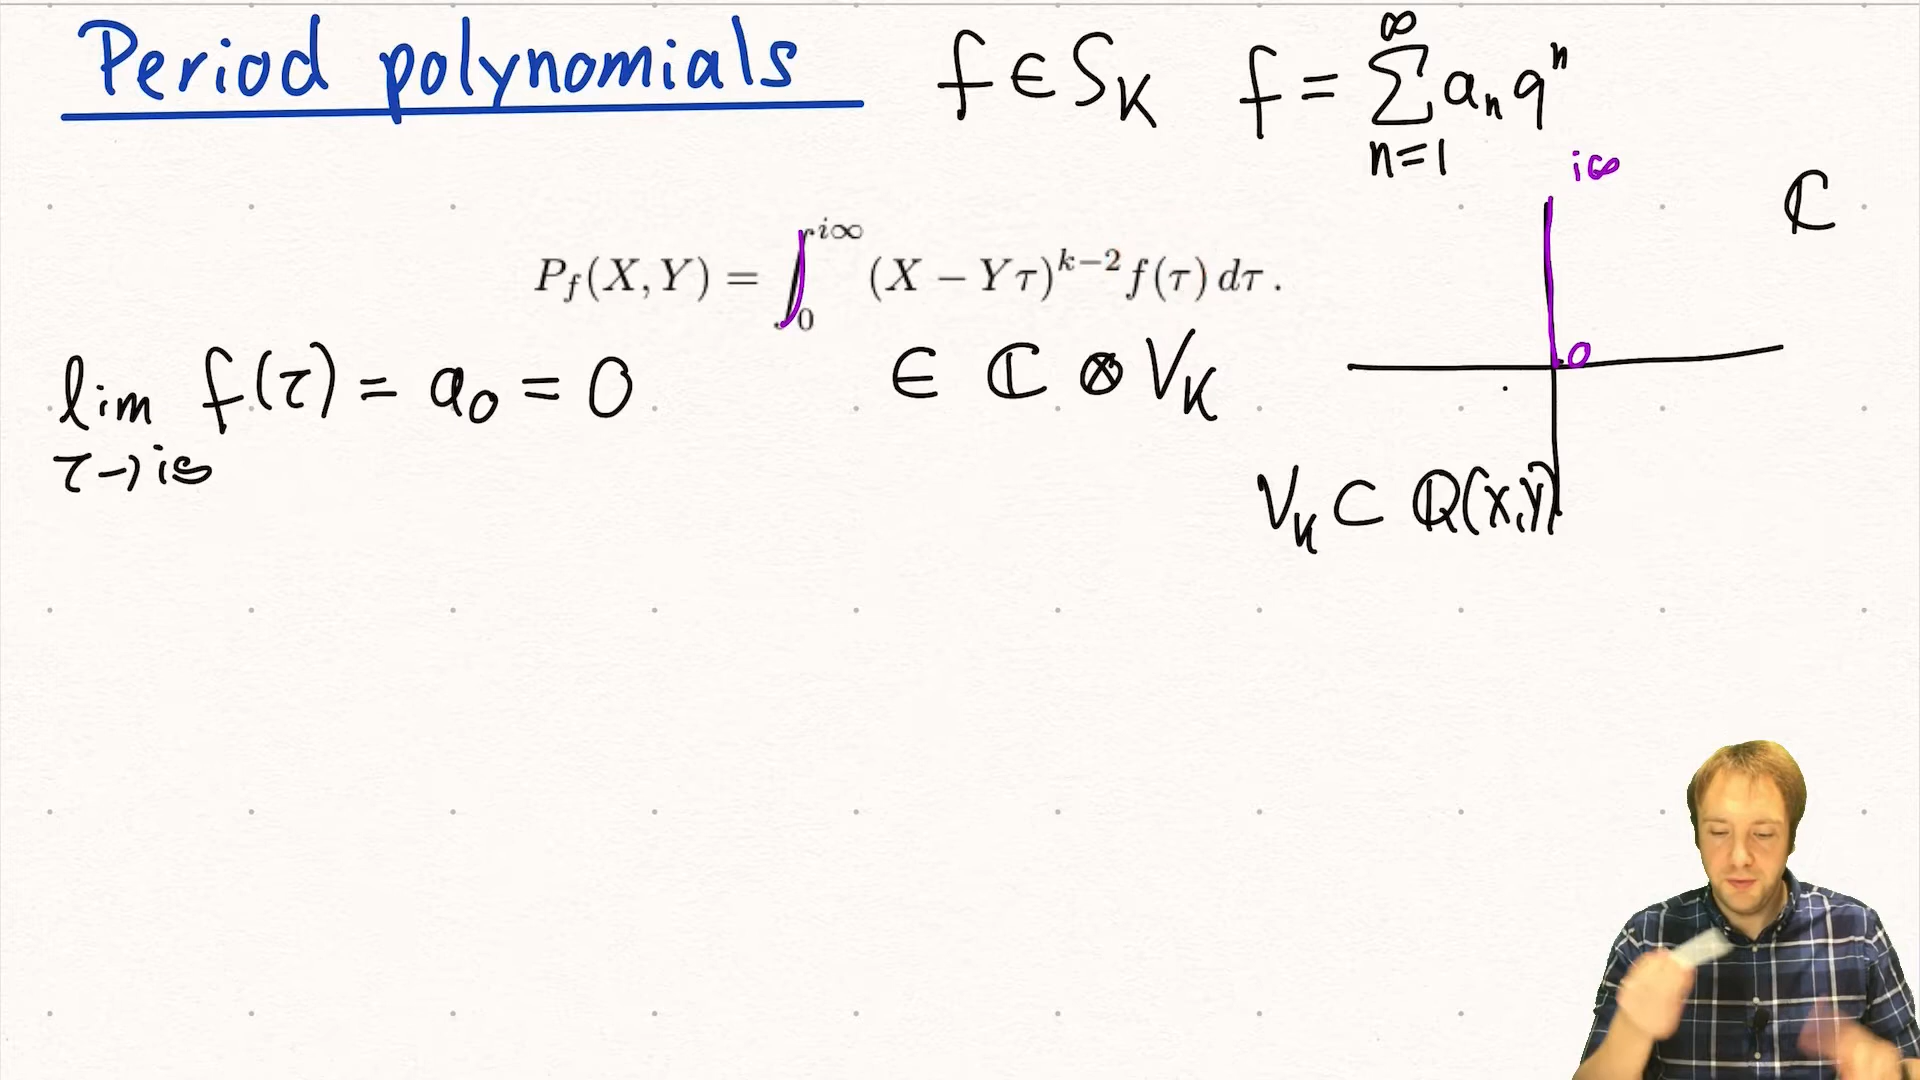 Period polynomials f ∈ S_k f = ∑_{n=1}^{∞} a_n q^n
i∞
ℂ
P_f(X, Y) = ∫_0^{i∞} (X − Yτ)^{k−2} f(τ) dτ .
0
lim_{τ→i∞} f(τ) = a_0 = 0 ∈ ℂ ⊗ V_k
V_k ⊂ ℚ(X,Y)